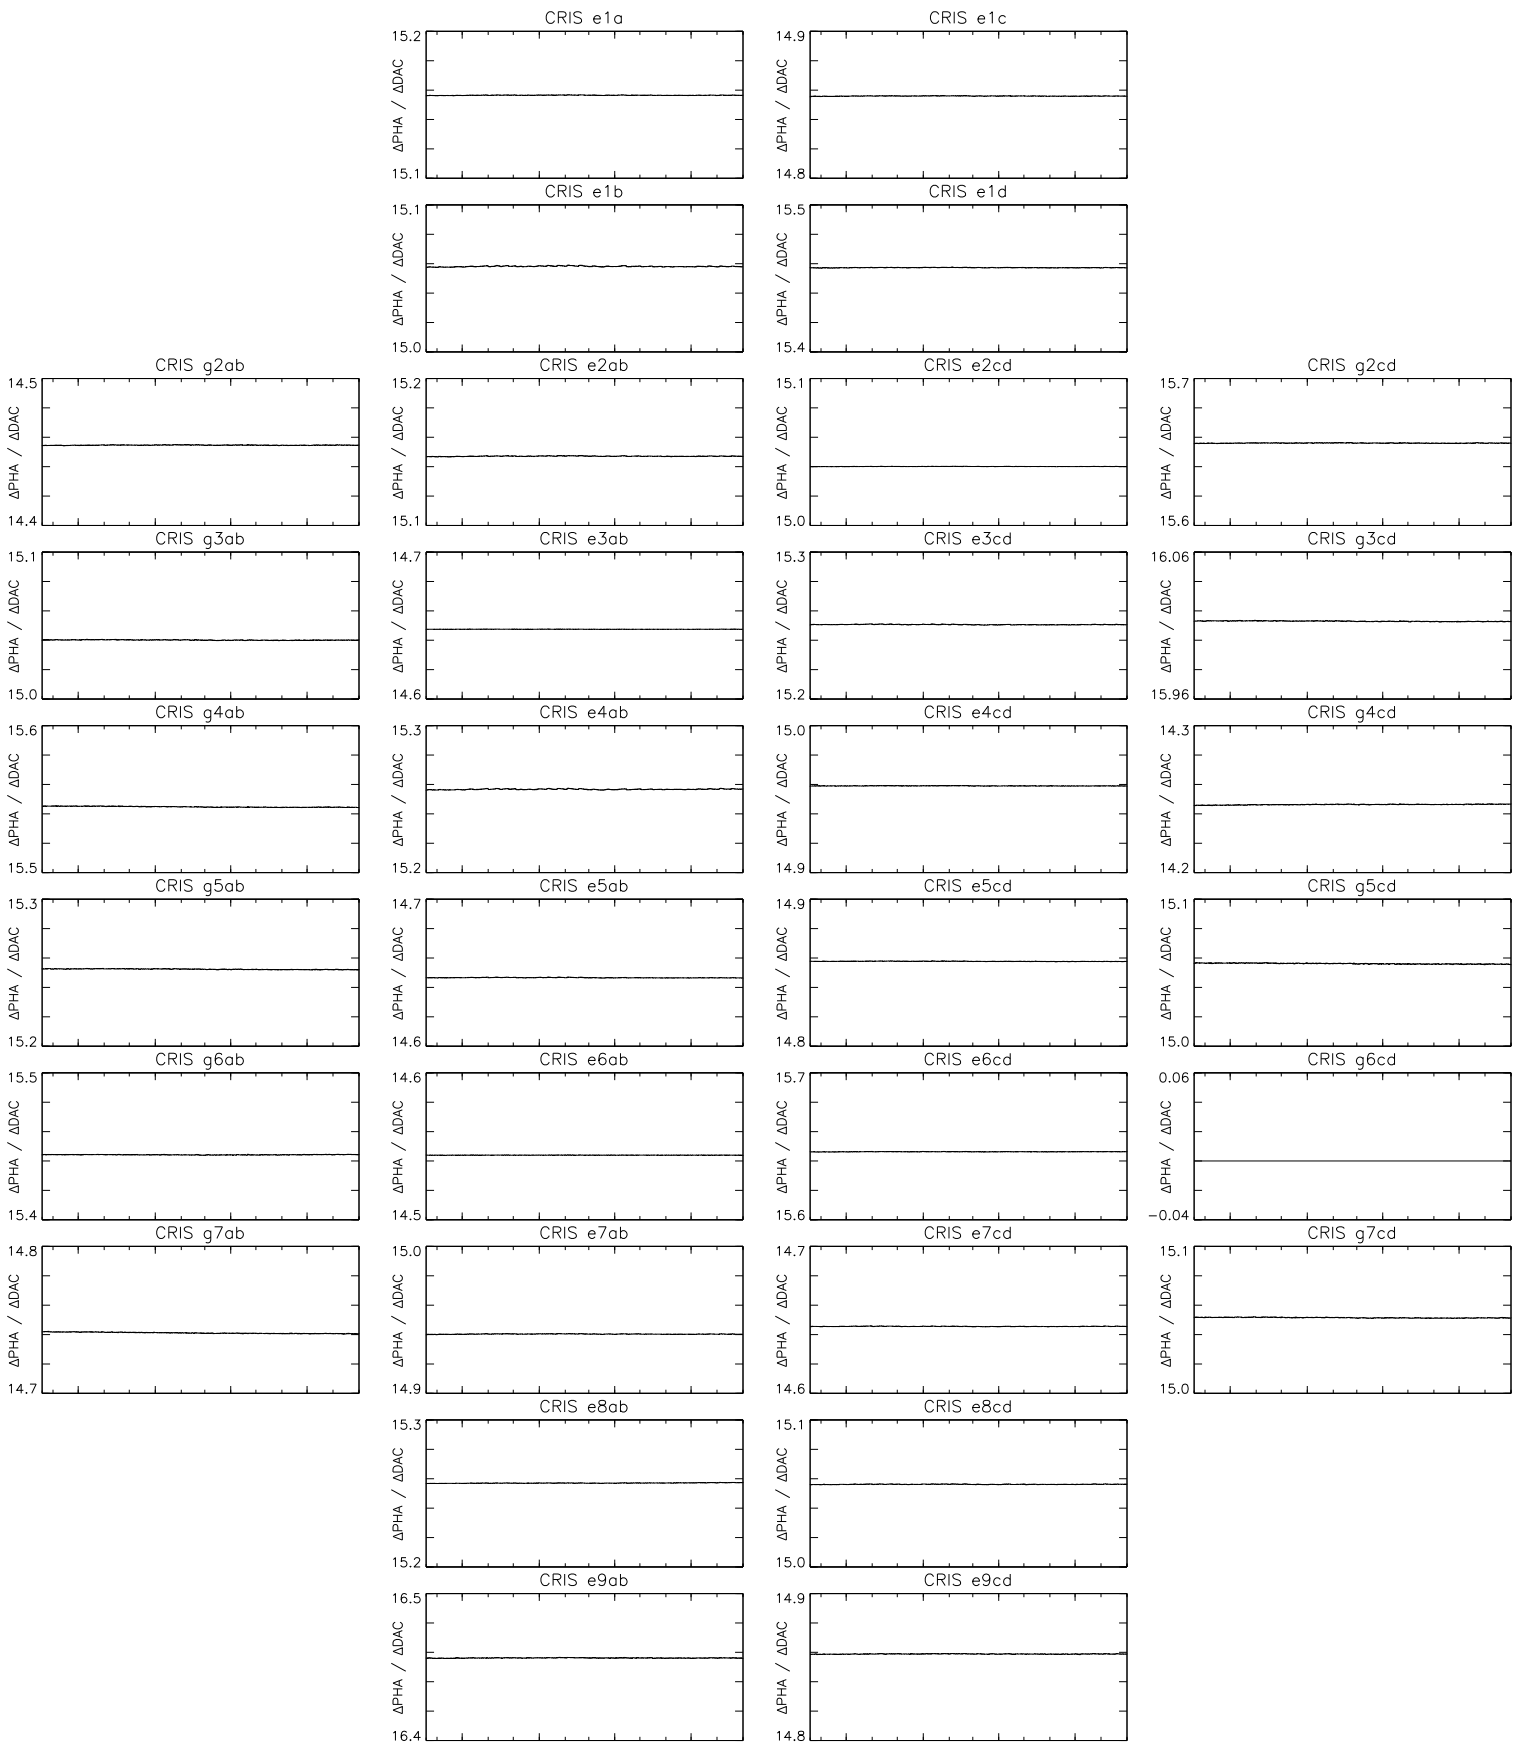 CRIS e1a
15.2
ΔPHA / ΔDAC
15.1
CRIS e1c
14.9
ΔPHA / ΔDAC
14.8
CRIS e1b
15.1
ΔPHA / ΔDAC
15.0
CRIS e1d
15.5
ΔPHA / ΔDAC
15.4
CRIS g2ab
14.5
ΔPHA / ΔDAC
14.4
CRIS e2ab
15.2
ΔPHA / ΔDAC
15.1
CRIS e2cd
15.1
ΔPHA / ΔDAC
15.0
CRIS g2cd
15.7
ΔPHA / ΔDAC
15.6
CRIS g3ab
15.1
ΔPHA / ΔDAC
15.0
CRIS e3ab
14.7
ΔPHA / ΔDAC
14.6
CRIS e3cd
15.3
ΔPHA / ΔDAC
15.2
CRIS g3cd
16.06
ΔPHA / ΔDAC
15.96
CRIS g4ab
15.6
ΔPHA / ΔDAC
15.5
CRIS e4ab
15.3
ΔPHA / ΔDAC
15.2
CRIS e4cd
15.0
ΔPHA / ΔDAC
14.9
CRIS g4cd
14.3
ΔPHA / ΔDAC
14.2
CRIS g5ab
15.3
ΔPHA / ΔDAC
15.2
CRIS e5ab
14.7
ΔPHA / ΔDAC
14.6
CRIS e5cd
14.9
ΔPHA / ΔDAC
14.8
CRIS g5cd
15.1
ΔPHA / ΔDAC
15.0
CRIS g6ab
15.5
ΔPHA / ΔDAC
15.4
CRIS e6ab
14.6
ΔPHA / ΔDAC
14.5
CRIS e6cd
15.7
ΔPHA / ΔDAC
15.6
CRIS g6cd
0.06
ΔPHA / ΔDAC
−0.04
CRIS g7ab
14.8
ΔPHA / ΔDAC
14.7
CRIS e7ab
15.0
ΔPHA / ΔDAC
14.9
CRIS e7cd
14.7
ΔPHA / ΔDAC
14.6
CRIS g7cd
15.1
ΔPHA / ΔDAC
15.0
CRIS e8ab
15.3
ΔPHA / ΔDAC
15.2
CRIS e8cd
15.1
ΔPHA / ΔDAC
15.0
CRIS e9ab
16.5
ΔPHA / ΔDAC
16.4
CRIS e9cd
14.9
ΔPHA / ΔDAC
14.8